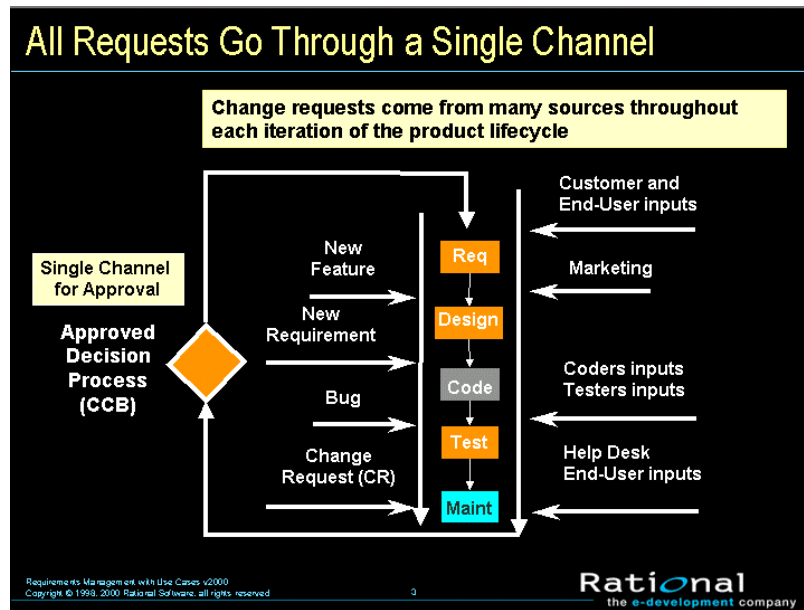 All Requests Go Through a Single Channel
Change requests come from many sources throughout
each iteration of the product lifecycle
Customer and
End-User inputs
New
Feature
Req
Marketing
Single Channel
for Approval
New
Requirement
Design
Approved
Decision
Process
(CCB)
Coders inputs
Testers inputs
Code
Bug
Test
Help Desk
End-User inputs
Change
Request (CR)
Maint
Requirements Management with Use Cases v2000
Copyright © 1998, 2000 Rational Software, all rights reserved
3
Rational
the e-development company